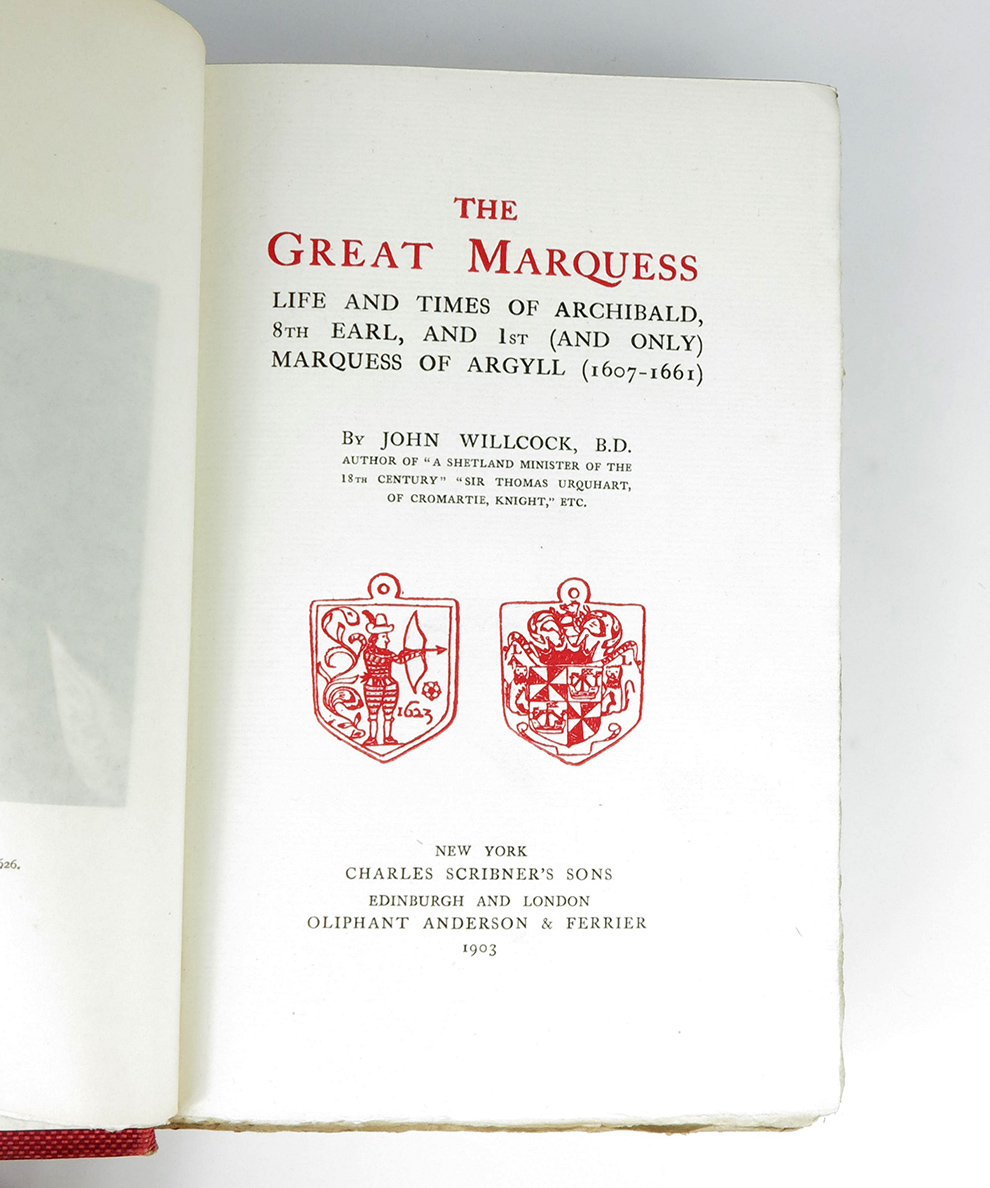 THE
GREAT MARQUESS
LIFE AND TIMES OF ARCHIBALD,
8TH EARL, AND 1ST (AND ONLY)
MARQUESS OF ARGYLL (1607-1661)
By JOHN WILLCOCK, B.D.
AUTHOR OF "A SHETLAND MINISTER OF THE
18TH CENTURY" "SIR THOMAS URQUHART,
OF CROMARTIE, KNIGHT," ETC.
1623
NEW YORK
CHARLES SCRIBNER'S SONS
EDINBURGH AND LONDON
OLIPHANT ANDERSON & FERRIER
1903